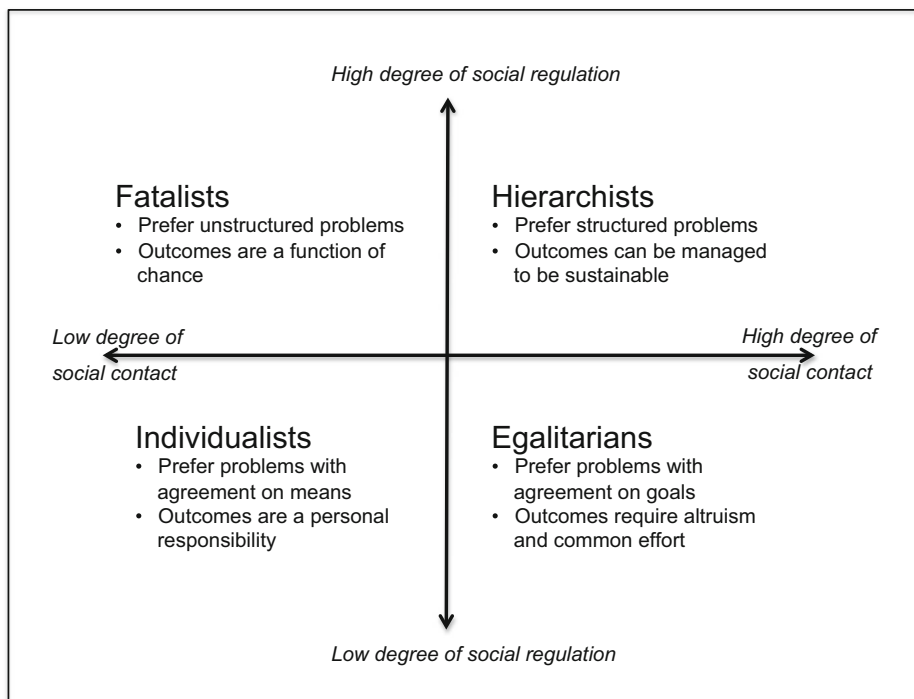 High degree of social regulation
Fatalists
• Prefer unstructured problems
• Outcomes are a function of
chance
Hierarchists
• Prefer structured problems
• Outcomes can be managed
to be sustainable
Low degree of
social contact
High degree of
social contact
Individualists
• Prefer problems with
agreement on means
• Outcomes are a personal
responsibility
Egalitarians
• Prefer problems with
agreement on goals
• Outcomes require altruism
and common effort
Low degree of social regulation